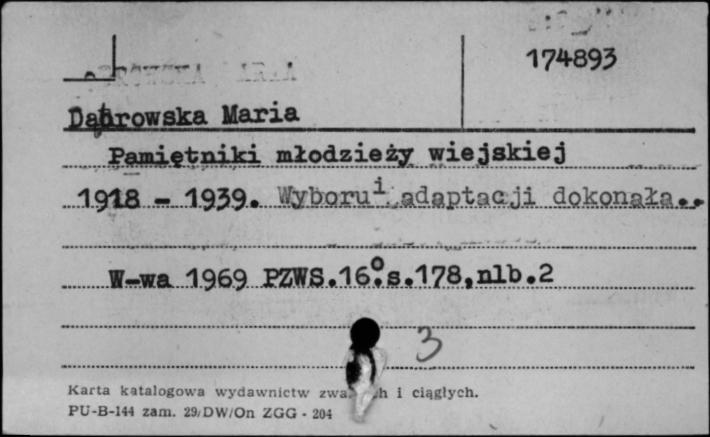 174893
Dąbrowska Maria
Pamiętniki młodzieży wiejskiej
1918 - 1939. Wyboru i adaptacji dokonała..
W-wa 1969 PZWS.16°.s.178,nlb.2
3
Karta katalogowa wydawnictw i ciągłych.
PU-B-144 zam. 29/DW/On ZGG - 204